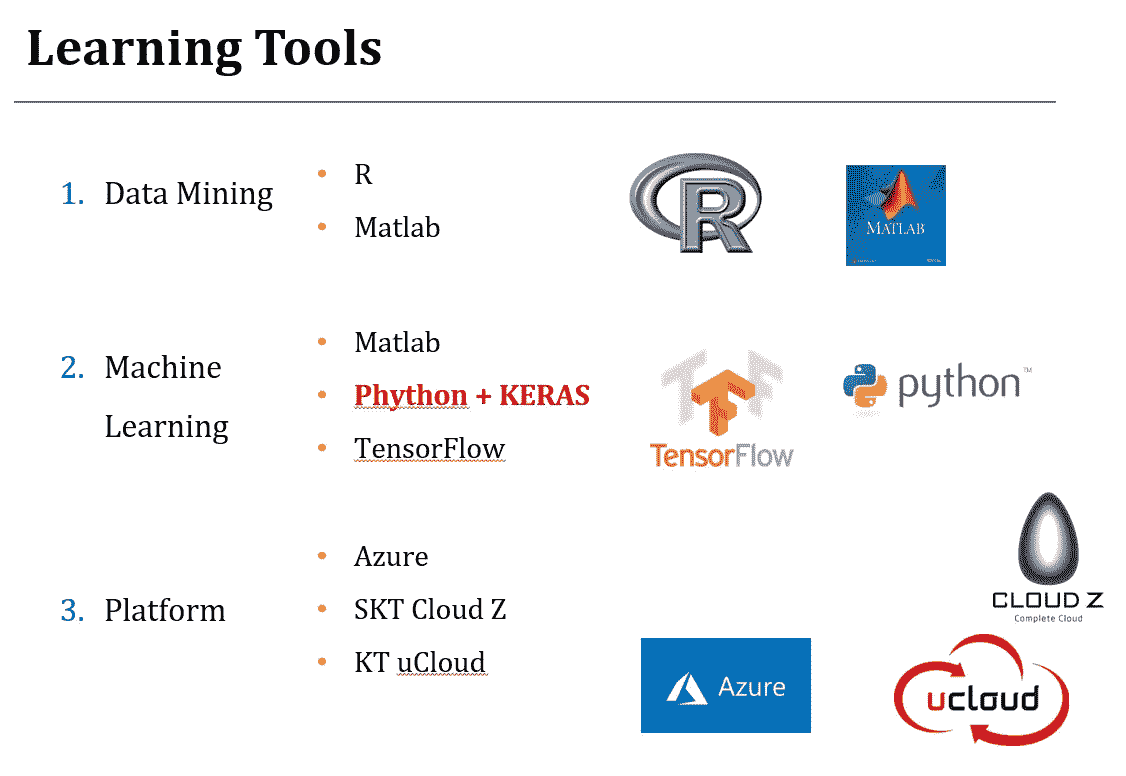 Learning Tools
1. Data Mining
• R
• Matlab
R
MATLAB
2. Machine
Learning
• Matlab
• Phython + KERAS
• TensorFlow
TensorFlow
python™
3. Platform
• Azure
• SKT Cloud Z
• KT uCloud
CLOUD Z
Complete Cloud
Azure
ucloud